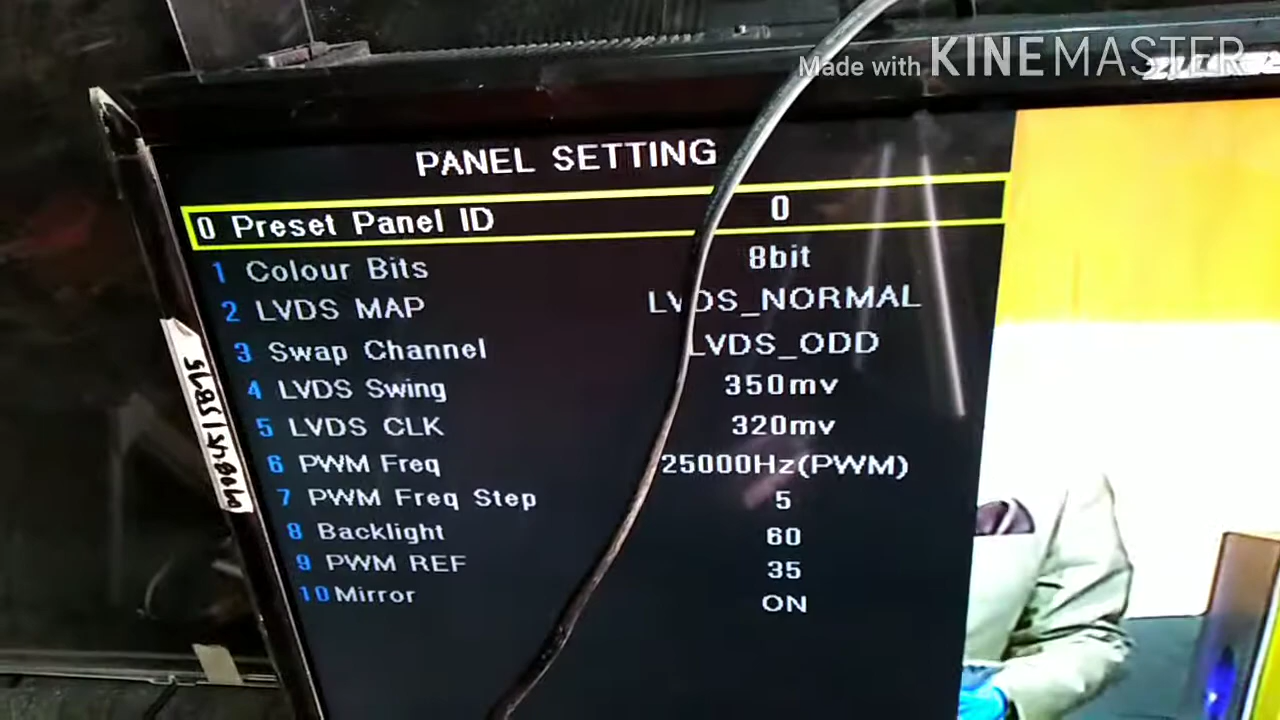 Made with KINEMASTER
PANEL SETTING
0 Preset Panel ID 0
1 Colour Bits 8bit
2 LVDS MAP LVDS_NORMAL
3 Swap Channel LVDS_ODD
4 LVDS Swing 350mv
5 LVDS CLK 320mv
6 PWM Freq 25000Hz(PWM)
7 PWM Freq Step 5
8 Backlight 60
9 PWM REF 35
10 Mirror ON